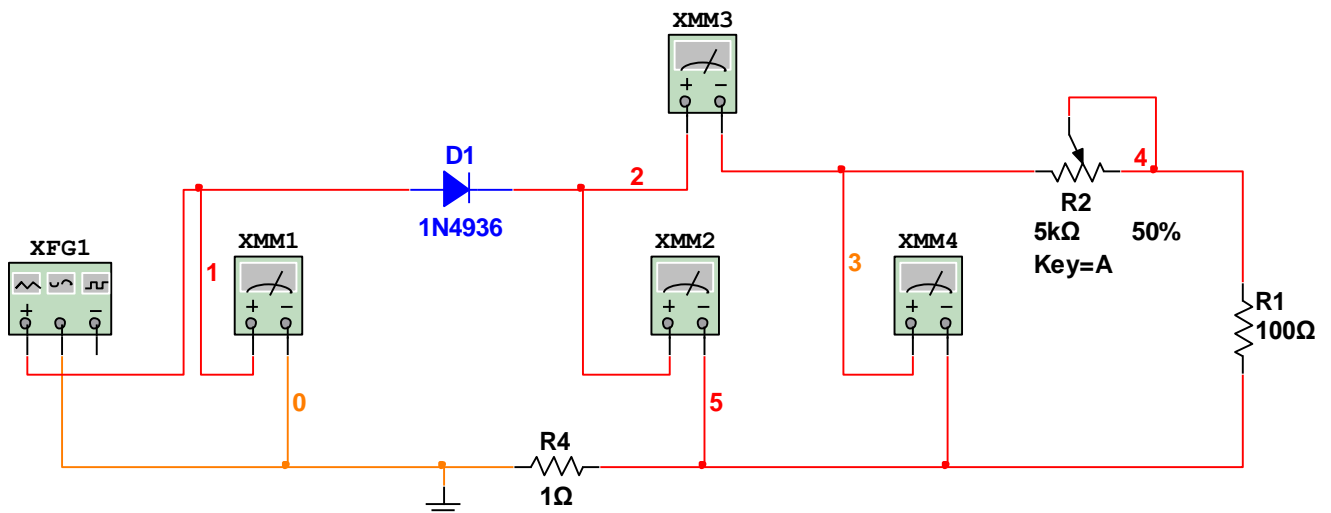 XMM3
+ −
D1
1N4936
2
4
R2
5kΩ 50%
Key=A
XFG1
+ −
1
XMM1
+ −
0
XMM2
+ −
5
3
XMM4
+ −
R1
100Ω
R4
1Ω